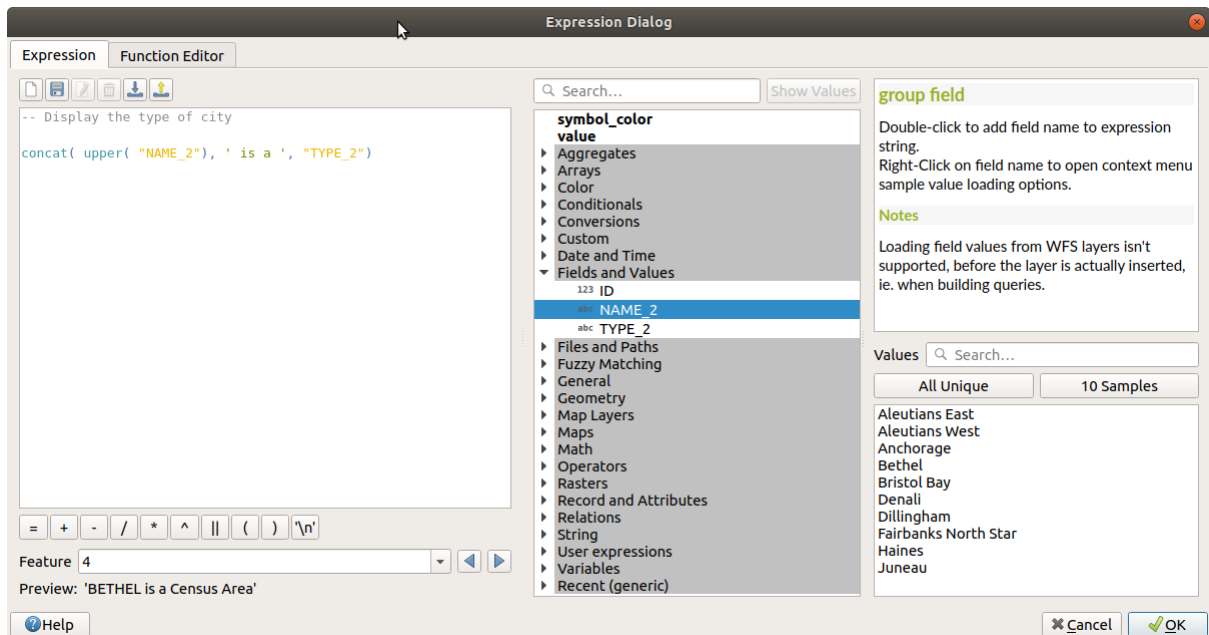 Expression Dialog
Expression
Function Editor
-- Display the type of city
concat( upper( "NAME_2"), ' is a ', "TYPE_2")
= + - / * ^ || ( ) '\n'
Feature 4
Preview: 'BETHEL is a Census Area'
Help
Search...
Show Values
symbol_color
value
Aggregates
Arrays
Color
Conditionals
Conversions
Custom
Date and Time
Fields and Values
123 ID
abc NAME_2
abc TYPE_2
Files and Paths
Fuzzy Matching
General
Geometry
Map Layers
Maps
Math
Operators
Rasters
Record and Attributes
Relations
String
User expressions
Variables
Recent (generic)
group field
Double-click to add field name to expression
string.
Right-Click on field name to open context menu
sample value loading options.
Notes
Loading field values from WFS layers isn't
supported, before the layer is actually inserted,
ie. when building queries.
Values
Search...
All Unique
10 Samples
Aleutians East
Aleutians West
Anchorage
Bethel
Bristol Bay
Denali
Dillingham
Fairbanks North Star
Haines
Juneau
Cancel
OK